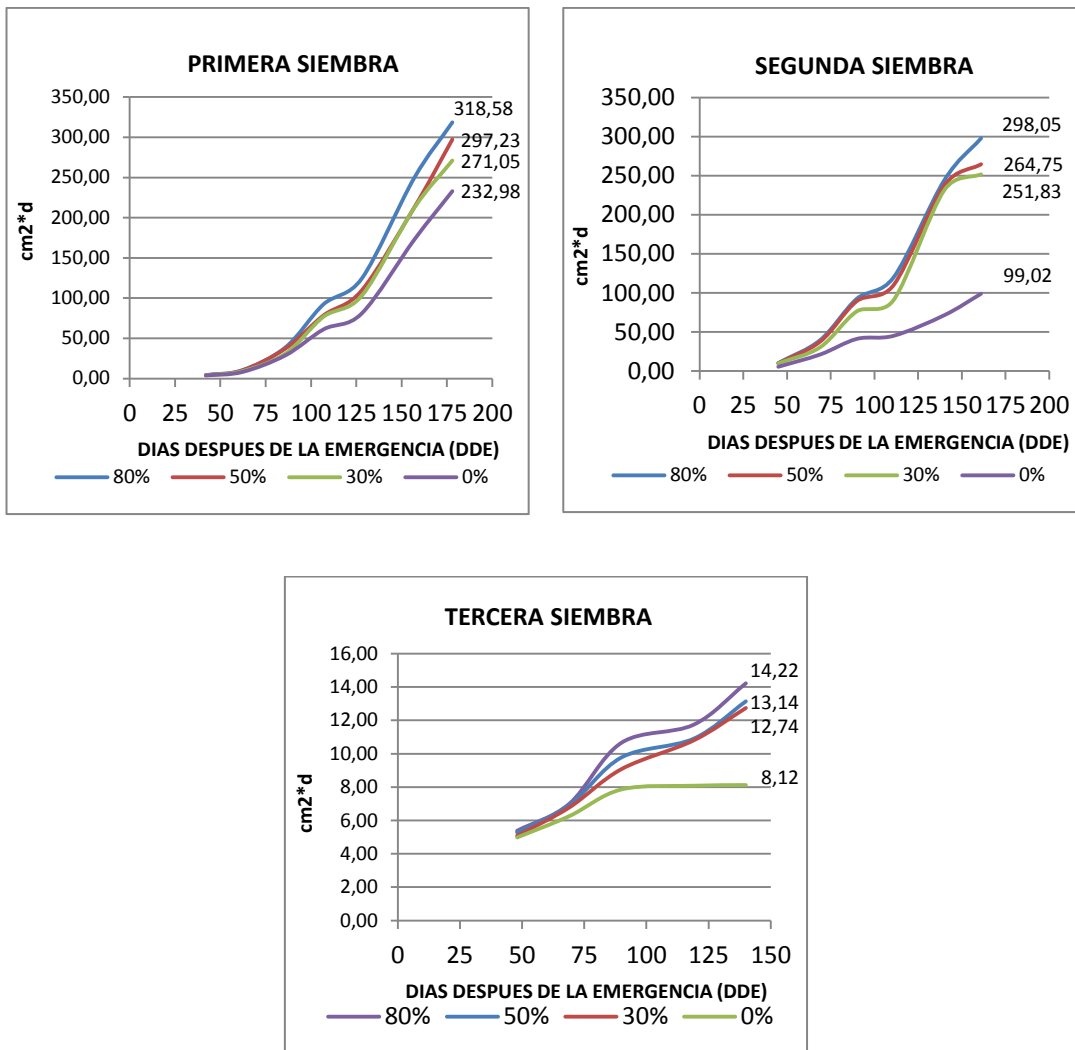 PRIMERA SIEMBRA
350,00
300,00
250,00
200,00
150,00
100,00
50,00
0,00
cm2*d
318,58
297,23
271,05
232,98
0 25 50 75 100 125 150 175 200
DIAS DESPUES DE LA EMERGENCIA (DDE)
80% 50% 30% 0%
SEGUNDA SIEMBRA
350,00
300,00
250,00
200,00
150,00
100,00
50,00
0,00
cm2*d
298,05
264,75
251,83
99,02
0 25 50 75 100 125 150 175 200
DIAS DESPUES DE LA EMERGENCIA (DDE)
80% 50% 30% 0%
TERCERA SIEMBRA
16,00
14,00
12,00
10,00
8,00
6,00
4,00
2,00
0,00
cm2*d
14,22
13,14
12,74
8,12
0 25 50 75 100 125 150
DIAS DESPUES DE LA EMERGENCIA (DDE)
80% 50% 30% 0%